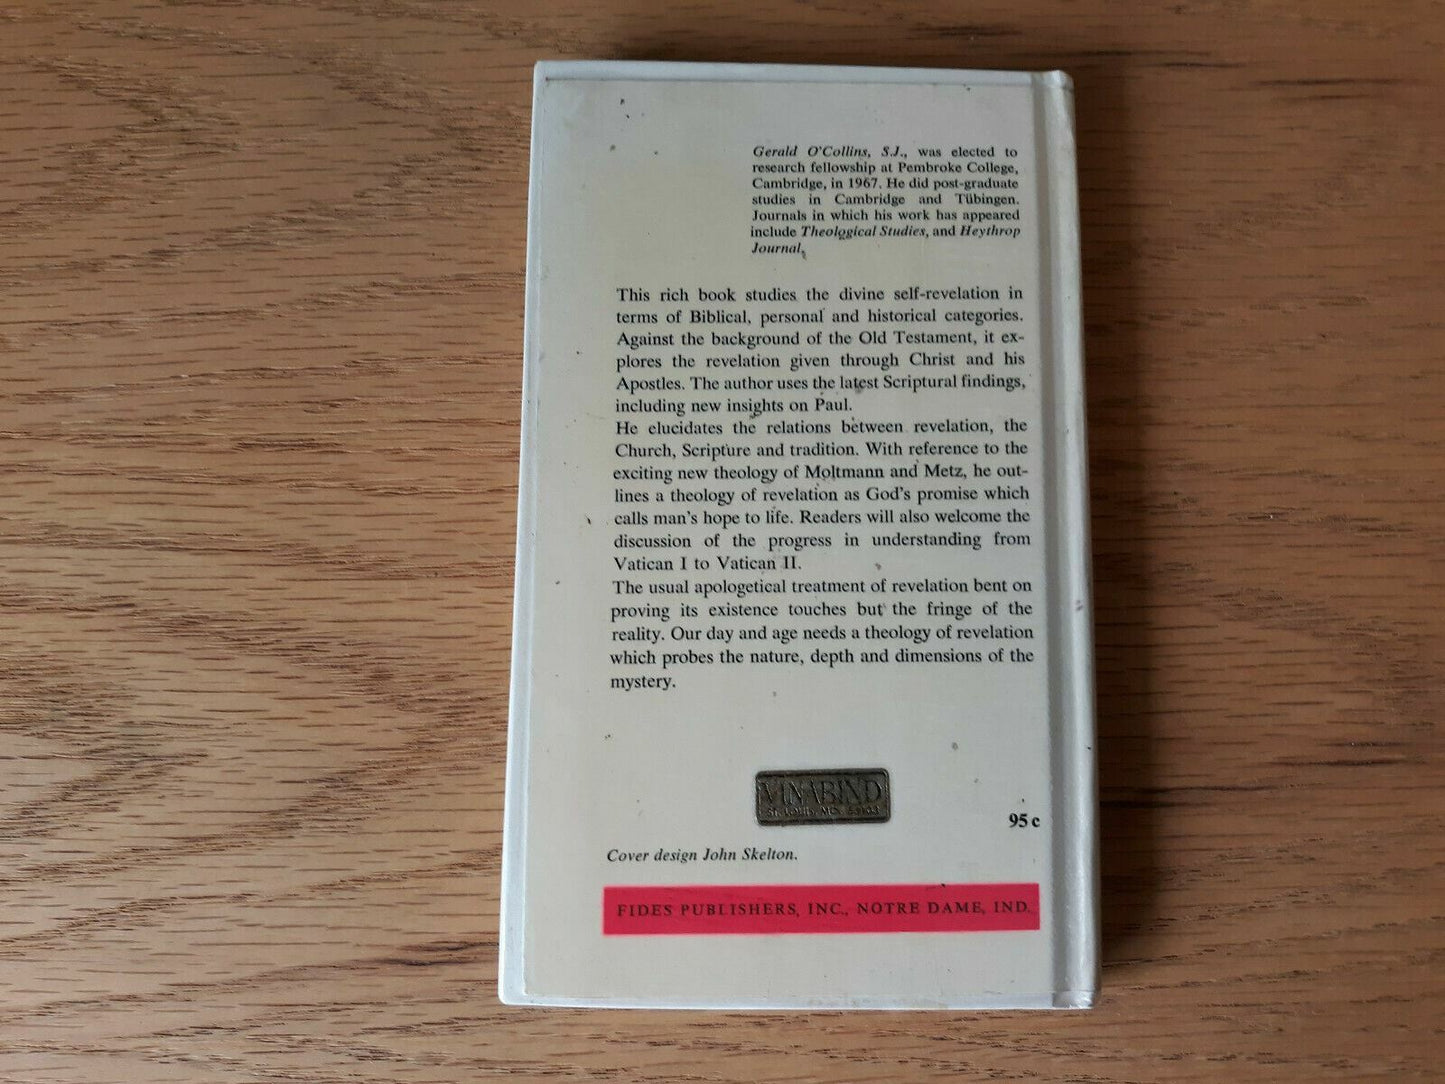 Gerald O'Collins, S.J., was elected to
research fellowship at Pembroke College,
Cambridge, in 1967. He did post-graduate
studies in Cambridge and Tübingen.
Journals in which his work has appeared
include Theological Studies, and Heythrop
Journal.
This rich book studies the divine self-revelation in
terms of Biblical, personal and historical categories.
Against the background of the Old Testament, it ex-
plores the revelation given through Christ and his
Apostles. The author uses the latest Scriptural findings,
including new insights on Paul.
He elucidates the relations between revelation, the
Church, Scripture and tradition. With reference to the
exciting new theology of Moltmann and Metz, he out-
lines a theology of revelation as God's promise which
calls man's hope to life. Readers will also welcome the
discussion of the progress in understanding from
Vatican I to Vatican II.
The usual apologetical treatment of revelation bent on
proving its existence touches but the fringe of the
reality. Our day and age needs a theology of revelation
which probes the nature, depth and dimensions of the
mystery.
VINABIND
St. Louis, Mo.
95 c
Cover design John Skelton.
FIDES PUBLISHERS, INC., NOTRE DAME, IND.